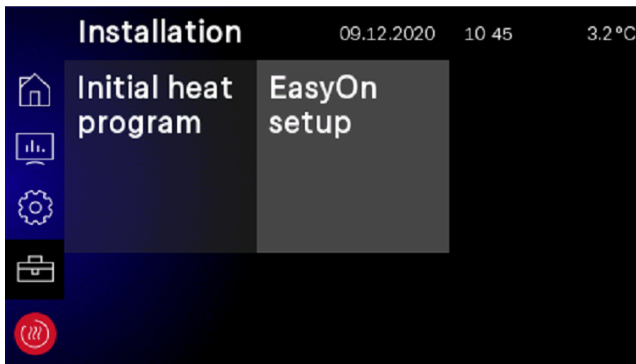 Installation 09.12.2020 10 45 3.2 °C
Initial heat
program
EasyOn
setup